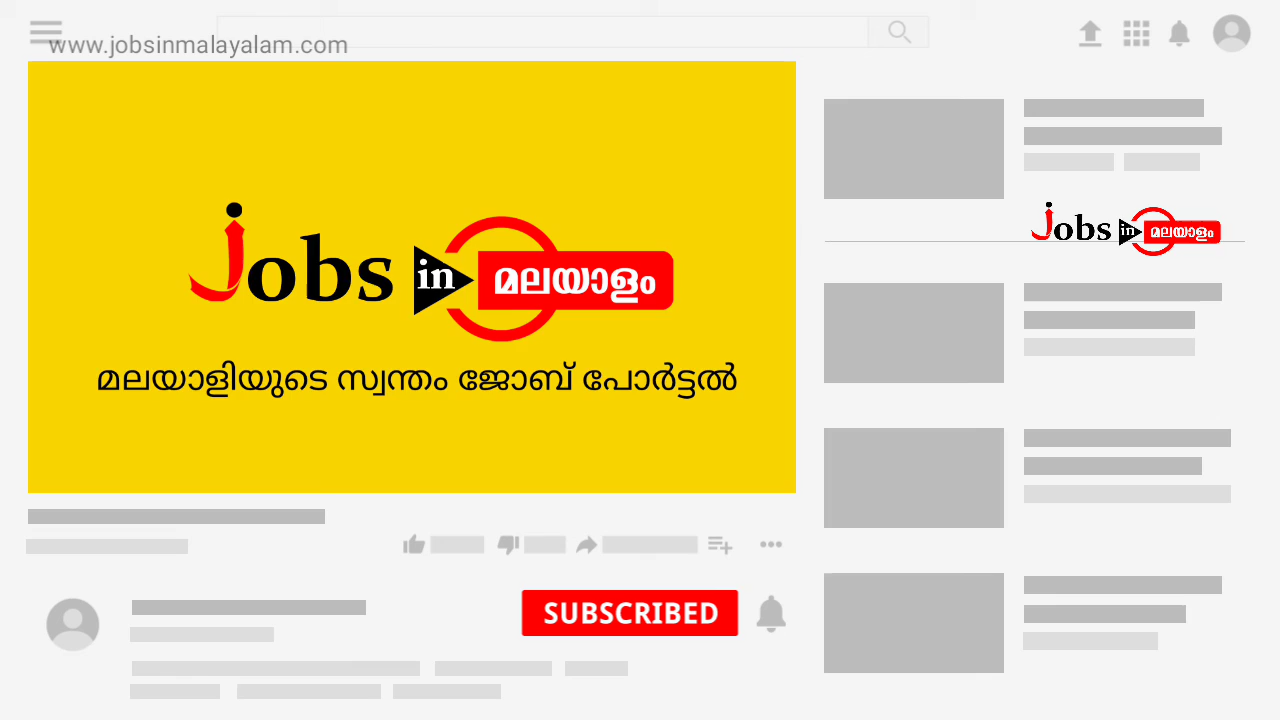 www.jobsinmalayalam.com
Jobs in മലയാളം
മലയാളിയുടെ സ്വന്തം ജോബ് പോർട്ടൽ
Jobs in മലയാളം
SUBSCRIBED